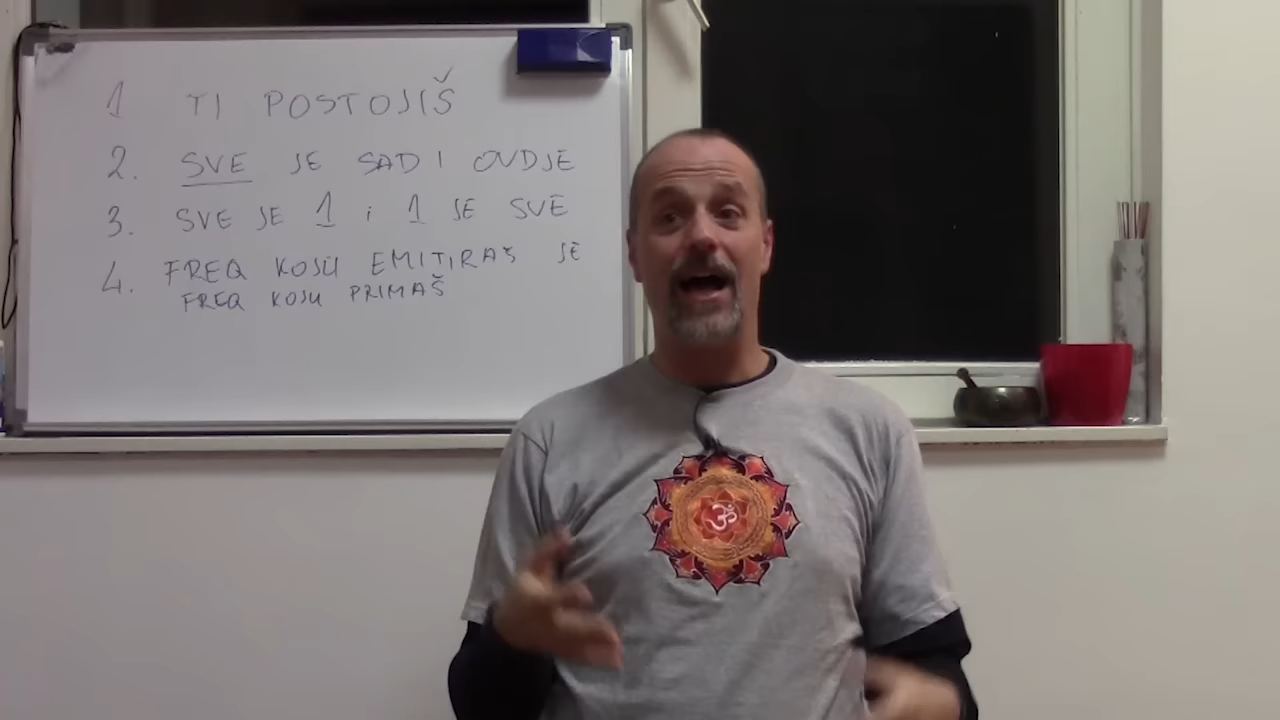 1 TI POSTOJIŠ
2. SVE JE SAD I OVDJE
3. SVE JE 1 i 1 JE SVE
4. FREQ KOJU EMITIRAŠ JE
FREQ KOJU PRIMAŠ
ॐ